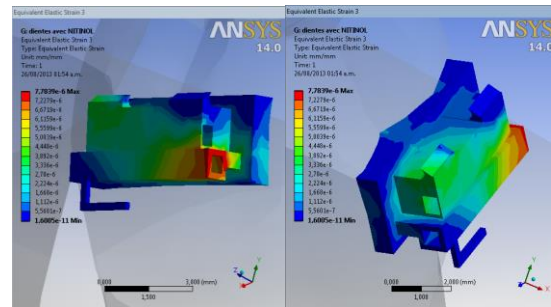 G: dientes avec NITINOL
Equivalent Elastic Strain 3
Type: Equivalent Elastic Strain
Unit: mm/mm
Time: 1
26/08/2013 01:54 a.m.
ANSYS
14.0
7,7839e-6 Max
7,2279e-6
6,6719e-6
6,1159e-6
5,5599e-6
5,0039e-6
4,448e-6
3,892e-6
3,336e-6
2,78e-6
2,224e-6
1,668e-6
1,112e-6
5,5601e-7
1,6085e-11 Min
0,000
3,000 (mm)
1,500
Z
Y
X
Equivalent Elastic Strain 3
G: dientes avec NITINOL
Equivalent Elastic Strain 3
Type: Equivalent Elastic Strain
Unit: mm/mm
Time: 1
26/08/2013 01:54 a.m.
ANSYS
14.0
7,7839e-6 Max
7,2279e-6
6,6719e-6
6,1159e-6
5,5599e-6
5,0039e-6
4,448e-6
3,892e-6
3,336e-6
2,78e-6
2,224e-6
1,668e-6
1,112e-6
5,5601e-7
1,6085e-11 Min
0,000
2,000 (mm)
1,000
Y
Z
X